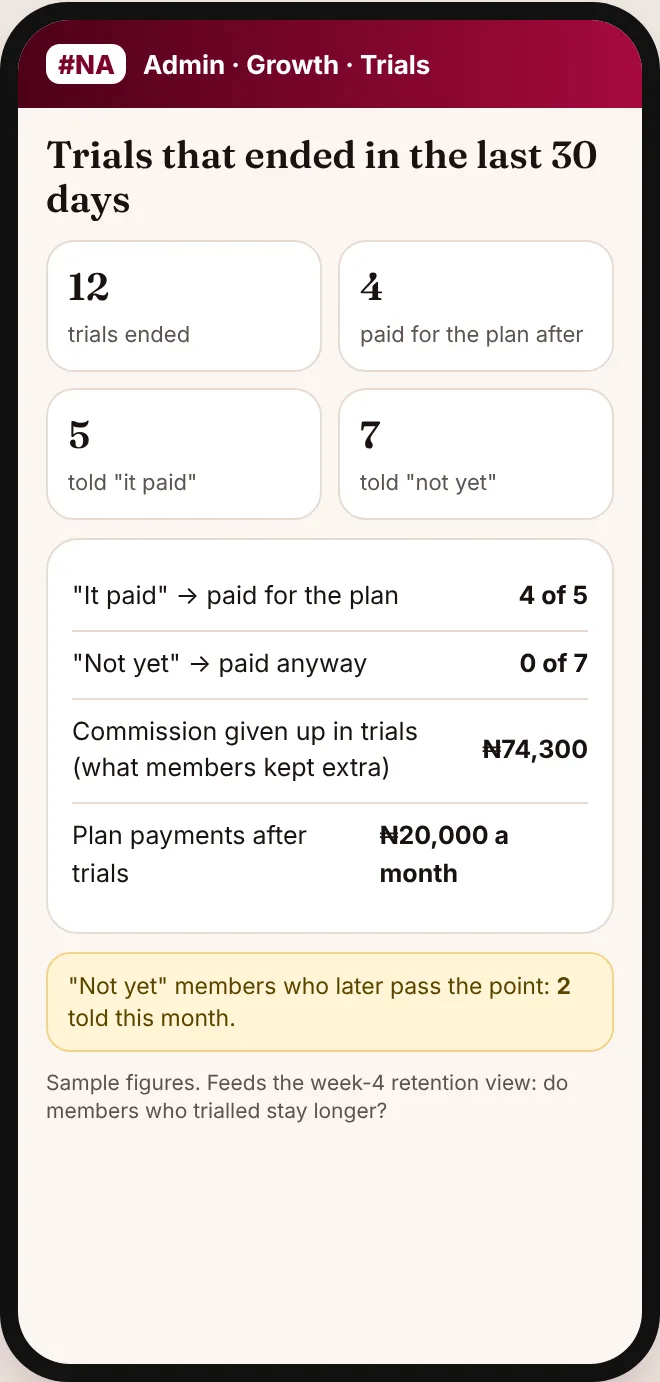 #NA Admin · Growth · Trials
Trials that ended in the last 30
days
12
trials ended
4
paid for the plan after
5
told "it paid"
7
told "not yet"
"It paid" → paid for the plan 4 of 5
"Not yet" → paid anyway 0 of 7
Commission given up in trials
(what members kept extra) ₦74,300
Plan payments after ₦20,000 a
trials month
"Not yet" members who later pass the point: 2
told this month.
Sample figures. Feeds the week-4 retention view: do
members who trialled stay longer?